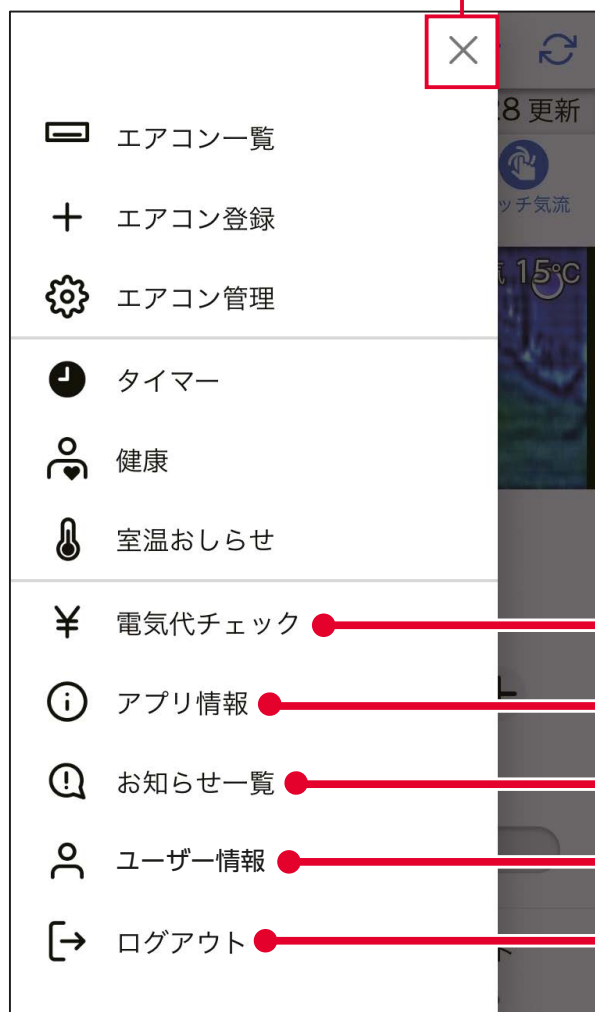 8 更新
エアコン一覧
ッチ気流
エアコン登録
15℃
エアコン管理
タイマー
健康
室温おしらせ
電気代チェック
アプリ情報
お知らせ一覧
ユーザー情報
ログアウト